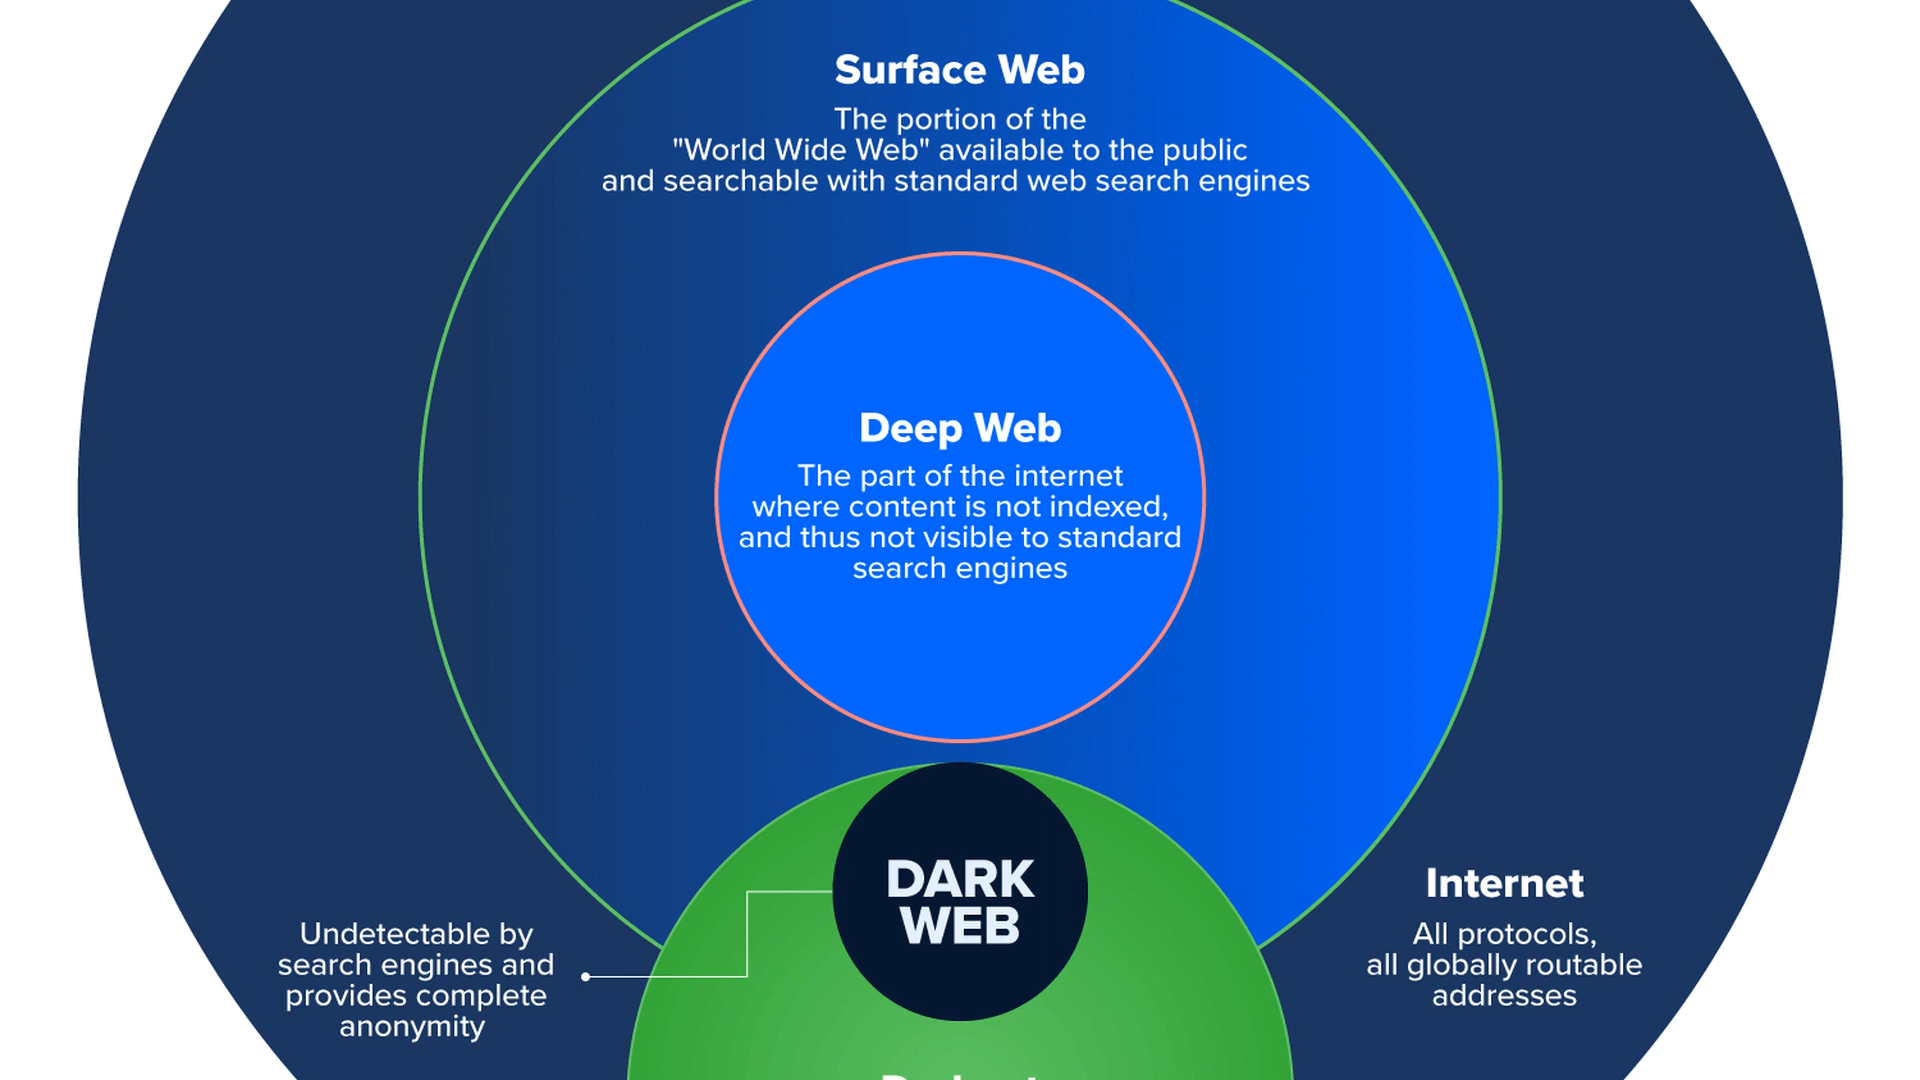 Surface Web
The portion of the
"World Wide Web" available to the public
and searchable with standard web search engines
Deep Web
The part of the internet
where content is not indexed,
and thus not visible to standard
search engines
DARK
WEB
Undetectable by
search engines and
provides complete
anonymity
Internet
All protocols,
all globally routable
addresses